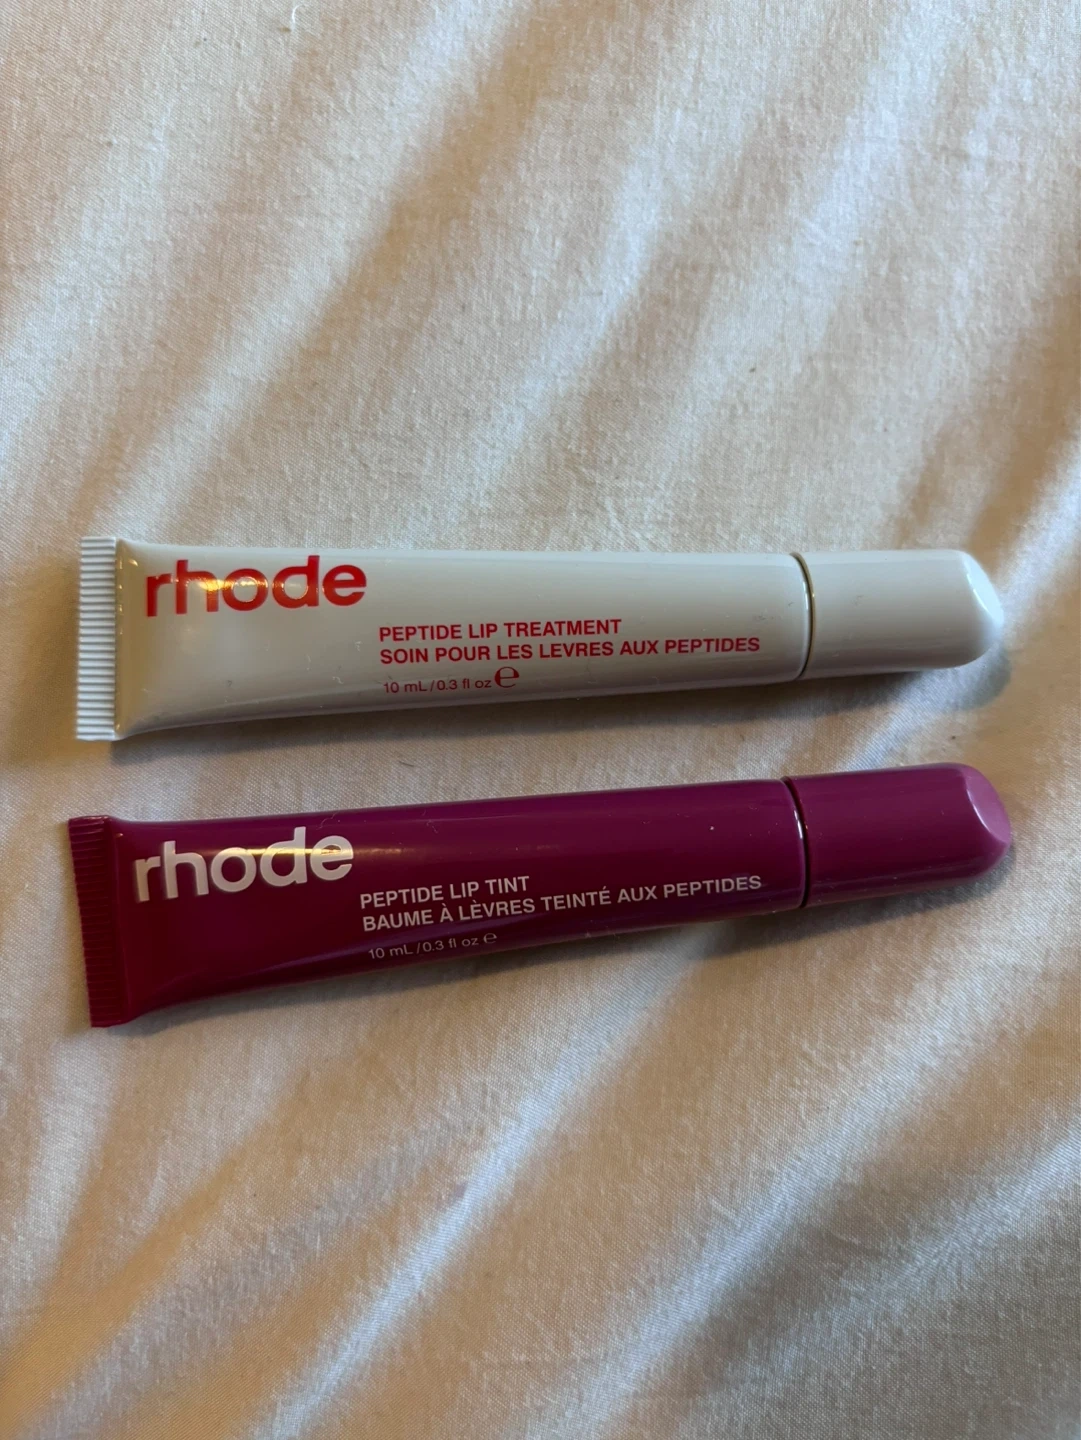 rhode
PEPTIDE LIP TREATMENT
SOIN POUR LES LEVRES AUX PEPTIDES
10 mL/0.3 fl oz ℮
rhode
PEPTIDE LIP TINT
BAUME À LÈVRES TEINTÉ AUX PEPTIDES
10 mL/0.3 fl oz ℮